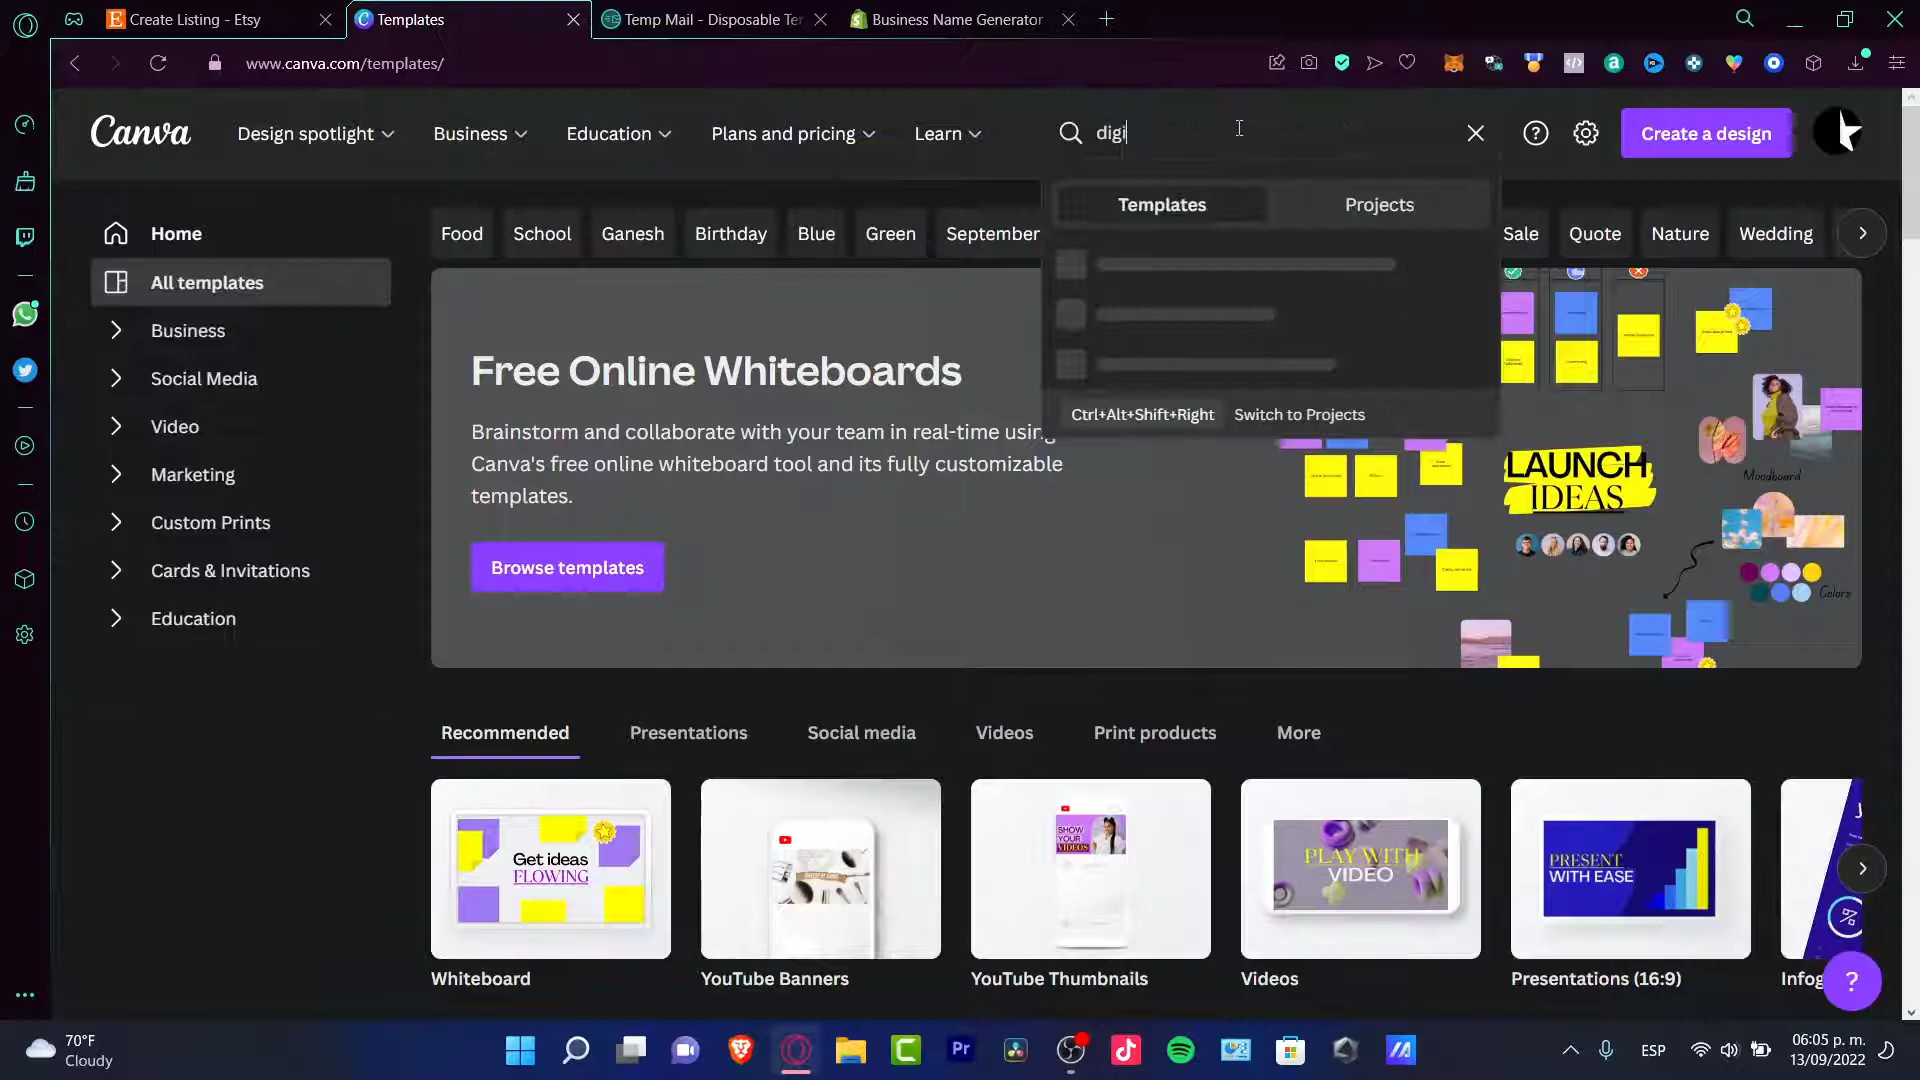 Create Listing - Etsy
Templates
Temp Mail - Disposable Ter
Business Name Generator
www.canva.com/templates/
Canva
Design spotlight
Business
Education
Plans and pricing
Learn
digi
Create a design
Templates
Projects
Ctrl+Alt+Shift+Right
Switch to Projects
Home
All templates
Business
Social Media
Video
Marketing
Custom Prints
Cards & Invitations
Education
Food
School
Ganesh
Birthday
Blue
Green
September
Sale
Quote
Nature
Wedding
Free Online Whiteboards
Brainstorm and collaborate with your team in real-time using
Canva's free online whiteboard tool and its fully customizable
templates.
Browse templates
LAUNCH
IDEAS
Moodboard
Colors
Recommended
Presentations
Social media
Videos
Print products
More
Get ideas
FLOWING
SHOW
YOUR
VIDEOS
PLAY WITH
VIDEO
PRESENT
WITH EASE
Whiteboard
YouTube Banners
YouTube Thumbnails
Videos
Presentations (16:9)
Infog
?
70°F
Cloudy
Pr
ESP
06:05 p. m.
13/09/2022